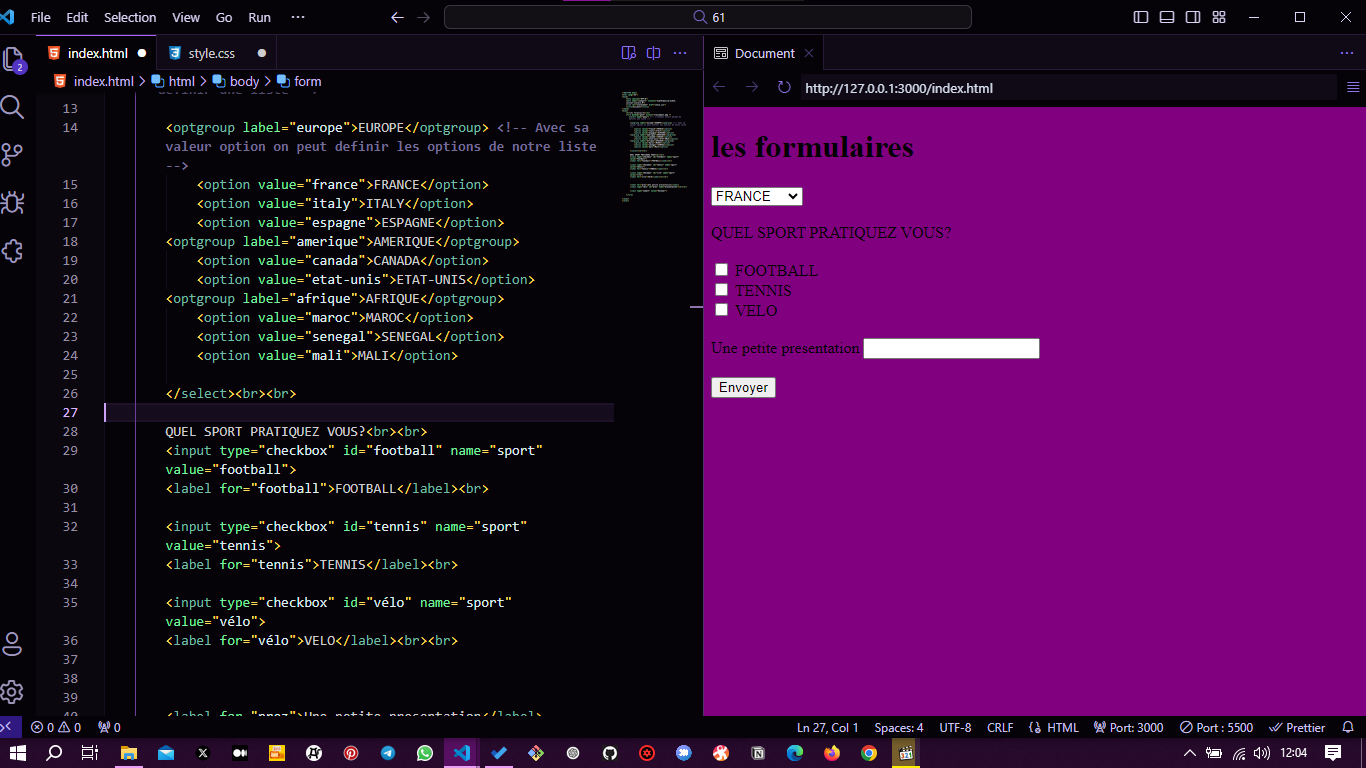 File Edit Selection View Go Run ··· 61
index.html style.css
index.html > html > body > form
13
14 <optgroup label="europe">EUROPE</optgroup> <!-- Avec sa
valeur option on peut definir les options de notre liste
-->
15 <option value="france">FRANCE</option>
16 <option value="italy">ITALY</option>
17 <option value="espagne">ESPAGNE</option>
18 <optgroup label="amerique">AMERIQUE</optgroup>
19 <option value="canada">CANADA</option>
20 <option value="etat-unis">ETAT-UNIS</option>
21 <optgroup label="afrique">AFRIQUE</optgroup>
22 <option value="maroc">MAROC</option>
23 <option value="senegal">SENEGAL</option>
24 <option value="mali">MALI</option>
25
26 </select><br><br>
27
28 QUEL SPORT PRATIQUEZ VOUS?<br><br>
29 <input type="checkbox" id="football" name="sport"
value="football">
30 <label for="football">FOOTBALL</label><br>
31
32 <input type="checkbox" id="tennis" name="sport"
value="tennis">
33 <label for="tennis">TENNIS</label><br>
34
35 <input type="checkbox" id="vélo" name="sport"
value="vélo">
36 <label for="vélo">VELO</label><br><br>
37
38
39
40 <label for="prez">Une petite presentation</label>
Document
http://127.0.0.1:3000/index.html
les formulaires
FRANCE
QUEL SPORT PRATIQUEZ VOUS?
FOOTBALL
TENNIS
VELO
Une petite presentation
Envoyer
2
0 0 0 Ln 27, Col 1 Spaces: 4 UTF-8 CRLF HTML Port: 3000 Port : 5500 Prettier
12:04